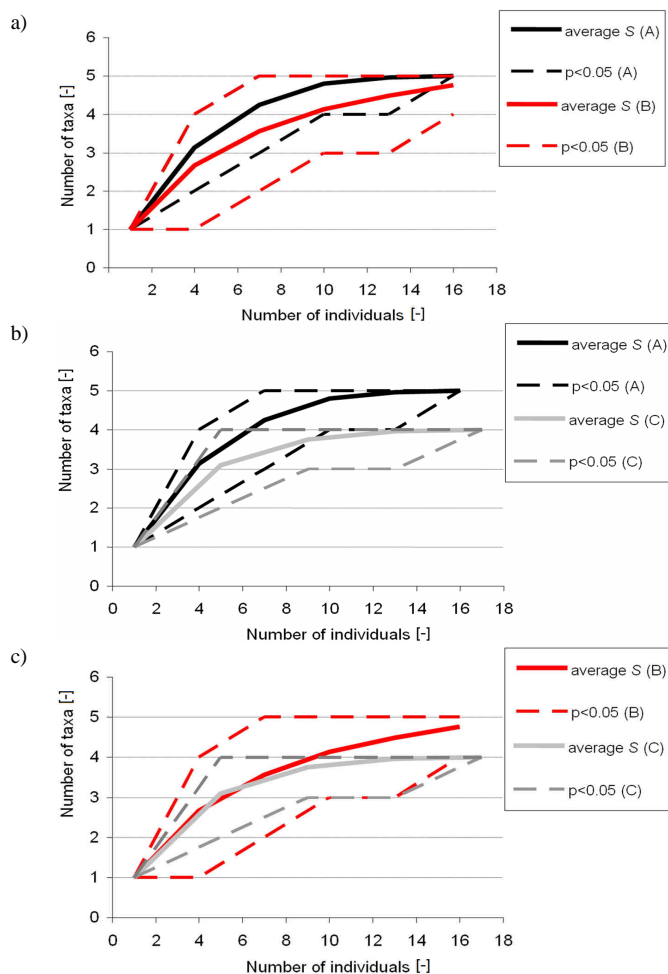 a)
Number of taxa [-]
6
5
4
3
2
1
0
2 4 6 8 10 12 14 16 18
Number of individuals [-]
average S (A)
p<0.05 (A)
average S (B)
p<0.05 (B)
b)
Number of taxa [-]
6
5
4
3
2
1
0
0 2 4 6 8 10 12 14 16 18
Number of individuals [-]
average S (A)
p<0.05 (A)
average S (C)
p<0.05 (C)
c)
Number of taxa [-]
6
5
4
3
2
1
0
0 2 4 6 8 10 12 14 16 18
Number of individuals [-]
average S (B)
p<0.05 (B)
average S (C)
p<0.05 (C)